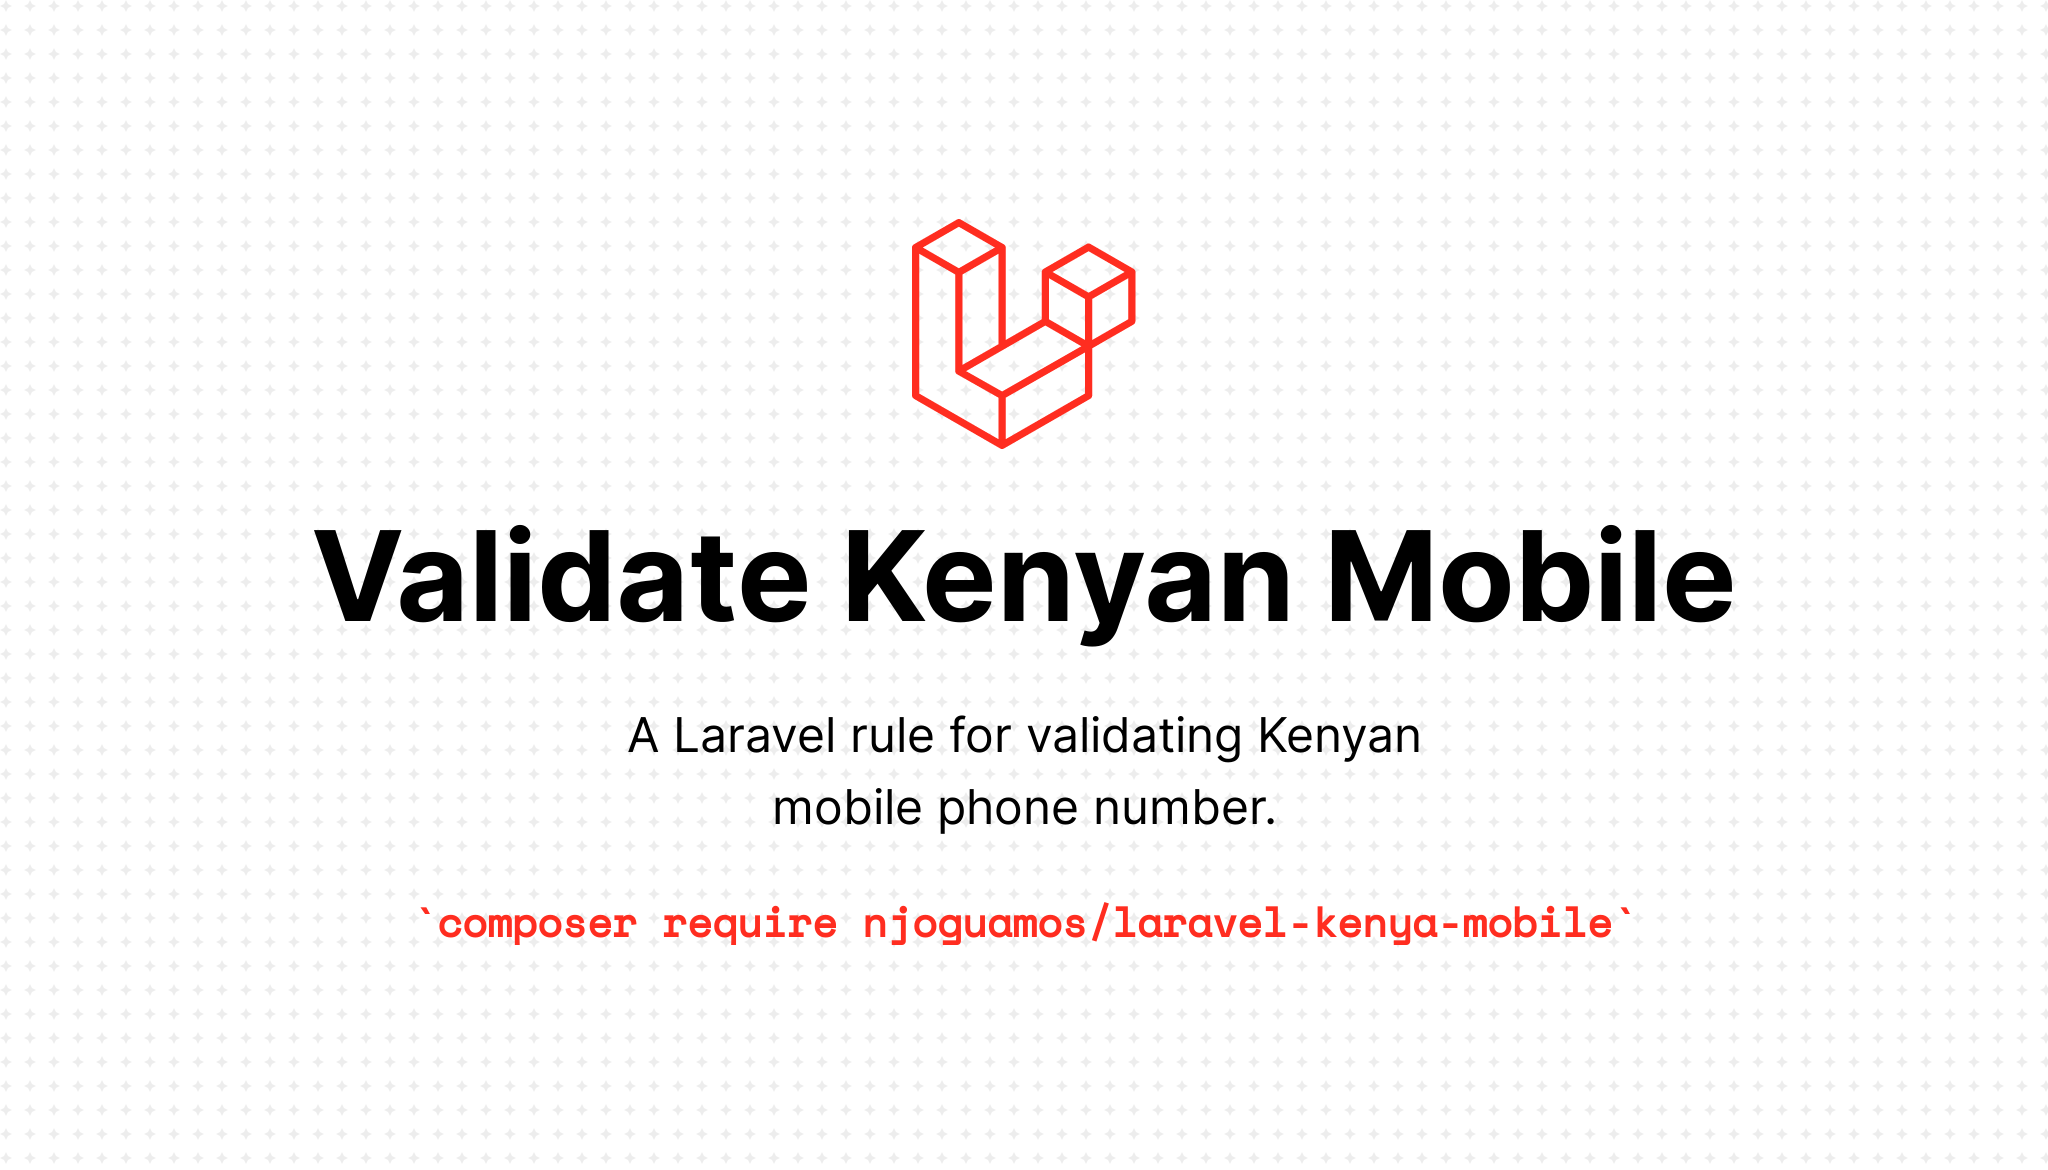 Validate Kenyan Mobile
A Laravel rule for validating Kenyan
mobile phone number.
`composer require njoguamos/laravel-kenya-mobile`